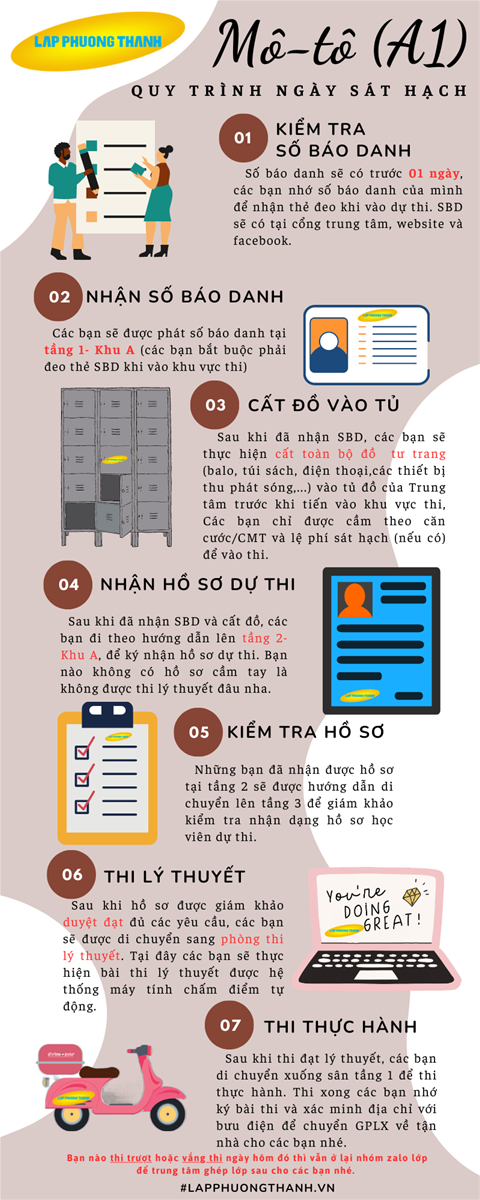 LAP PHUONG THANH
Mô-tô (A1)
QUY TRÌNH NGÀY SÁT HẠCH
01
KIỂM TRA
SỐ BÁO DANH
Số báo danh sẽ có trước 01 ngày,
các bạn nhớ số báo danh của mình
để nhận thẻ đeo khi vào dự thi. SBD
sẽ có tại cổng trung tâm, website và
facebook.
02
NHẬN SỐ BÁO DANH
Các bạn sẽ được phát số báo danh tại
tầng 1- Khu A (các bạn bắt buộc phải
đeo thẻ SBD khi vào khu vực thi)
LAP PHUONG THANH
03
CẤT ĐỒ VÀO TỦ
Sau khi đã nhận SBD, các bạn sẽ
thực hiện cất toàn bộ đồ tư trang
(balo, túi sách, điện thoại,các thiết bị
thu phát sóng,...) vào tủ đồ của Trung
tâm trước khi tiến vào khu vực thi,
Các bạn chỉ được cầm theo căn
cước/CMT và lệ phí sát hạch (nếu có)
để vào thi.
04
NHẬN HỒ SƠ DỰ THI
Sau khi đã nhận SBD và cất đồ, các
bạn đi theo hướng dẫn lên tầng 2-
Khu A, để ký nhận hồ sơ dự thi. Bạn
nào không có hồ sơ cầm tay là
không được thi lý thuyết đâu nha.
LAP PHUONG THANH
05
KIỂM TRA HỒ SƠ
Những bạn đã nhận được hồ sơ
tại tầng 2 sẽ được hướng dẫn di
chuyển lên tầng 3 để giám khảo
kiểm tra nhận dạng hồ sơ học
viên dự thi.
06
THI LÝ THUYẾT
Sau khi hồ sơ được giám khảo
duyệt đạt đủ các yêu cầu, các bạn
sẽ được di chuyển sang phòng thi
lý thuyết. Tại đây các bạn sẽ thực
hiện bài thi lý thuyết được hệ
thống máy tính chấm điểm tự
động.
You're
DOING
GREAT!
LAP PHUONG THANH
07
THI THỰC HÀNH
Sau khi thi đạt lý thuyết, các bạn
di chuyển xuống sân tầng 1 để thi
thực hành. Thi xong các bạn nhớ
ký bài thi và xác minh địa chỉ với
bưu điện để chuyển GPLX về tận
nhà cho các bạn nhé.
LAP PHUONG THANH
Bạn nào thi trượt hoặc vắng thi ngày hôm đó thì vẫn ở lại nhóm zalo lớp
để trung tâm ghép lớp sau cho các bạn nhé.
#LAPPHUONGTHANH.VN